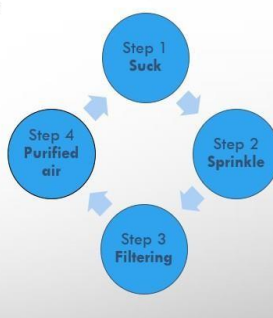 Step 1
Suck
Step 2
Sprinkle
Step 3
Filtering
Step 4
Purified
air